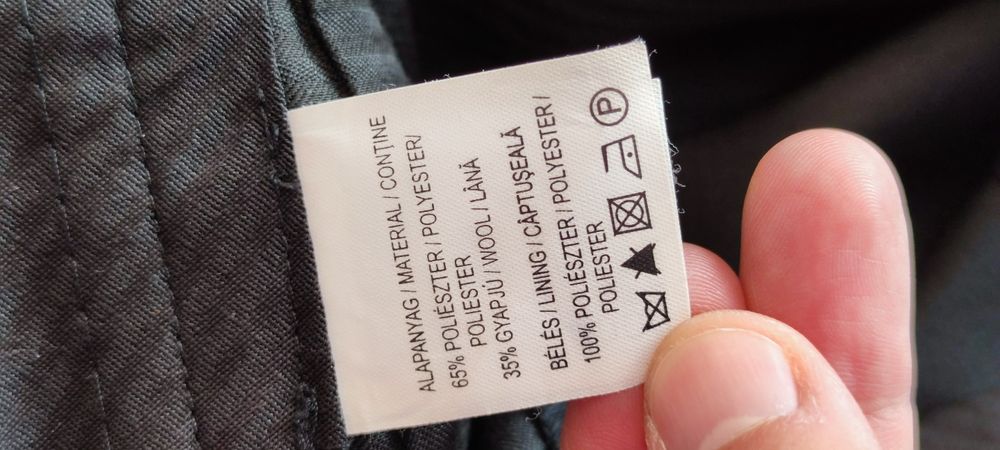 ALAPANYAG / MATERIAL / CONȚINE
65% POLIÉSZTER / POLYESTER/
POLIESTER
35% GYAPJÚ / WOOL / LÂNĂ
BÉLÉS / LINING / CĂPTUȘEALĂ
100% POLIÉSZTER / POLYESTER /
POLIESTER
P